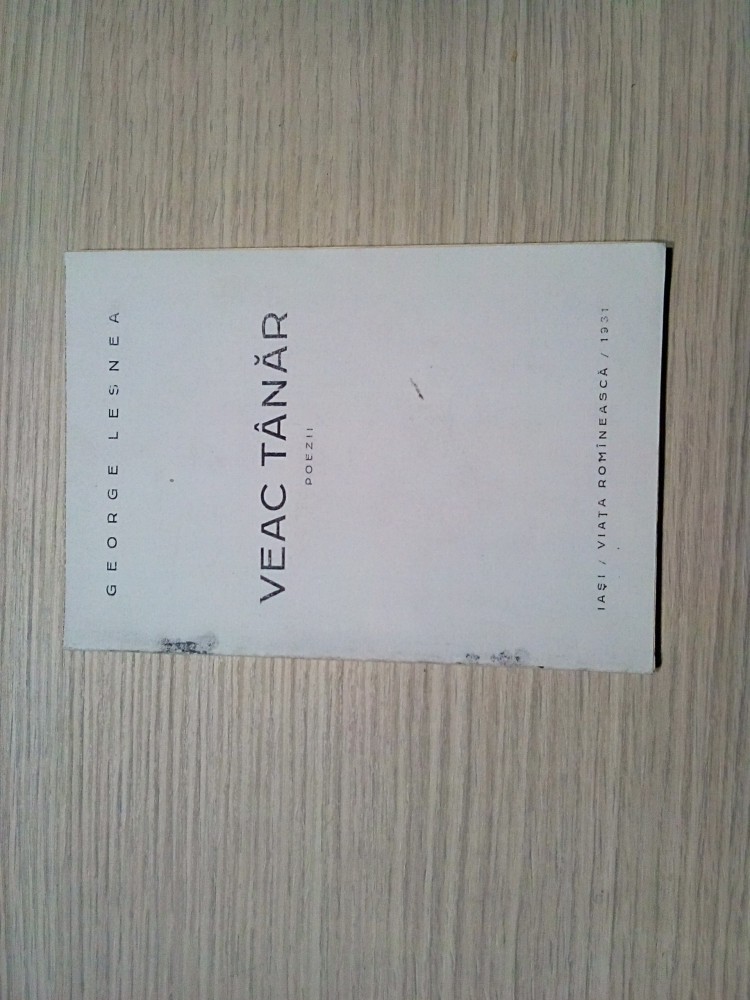 GEORGE LESNEA
VEAC TÂNĂR
POEZII
IAȘI / VIAȚA ROMÎNEASCĂ / 1931